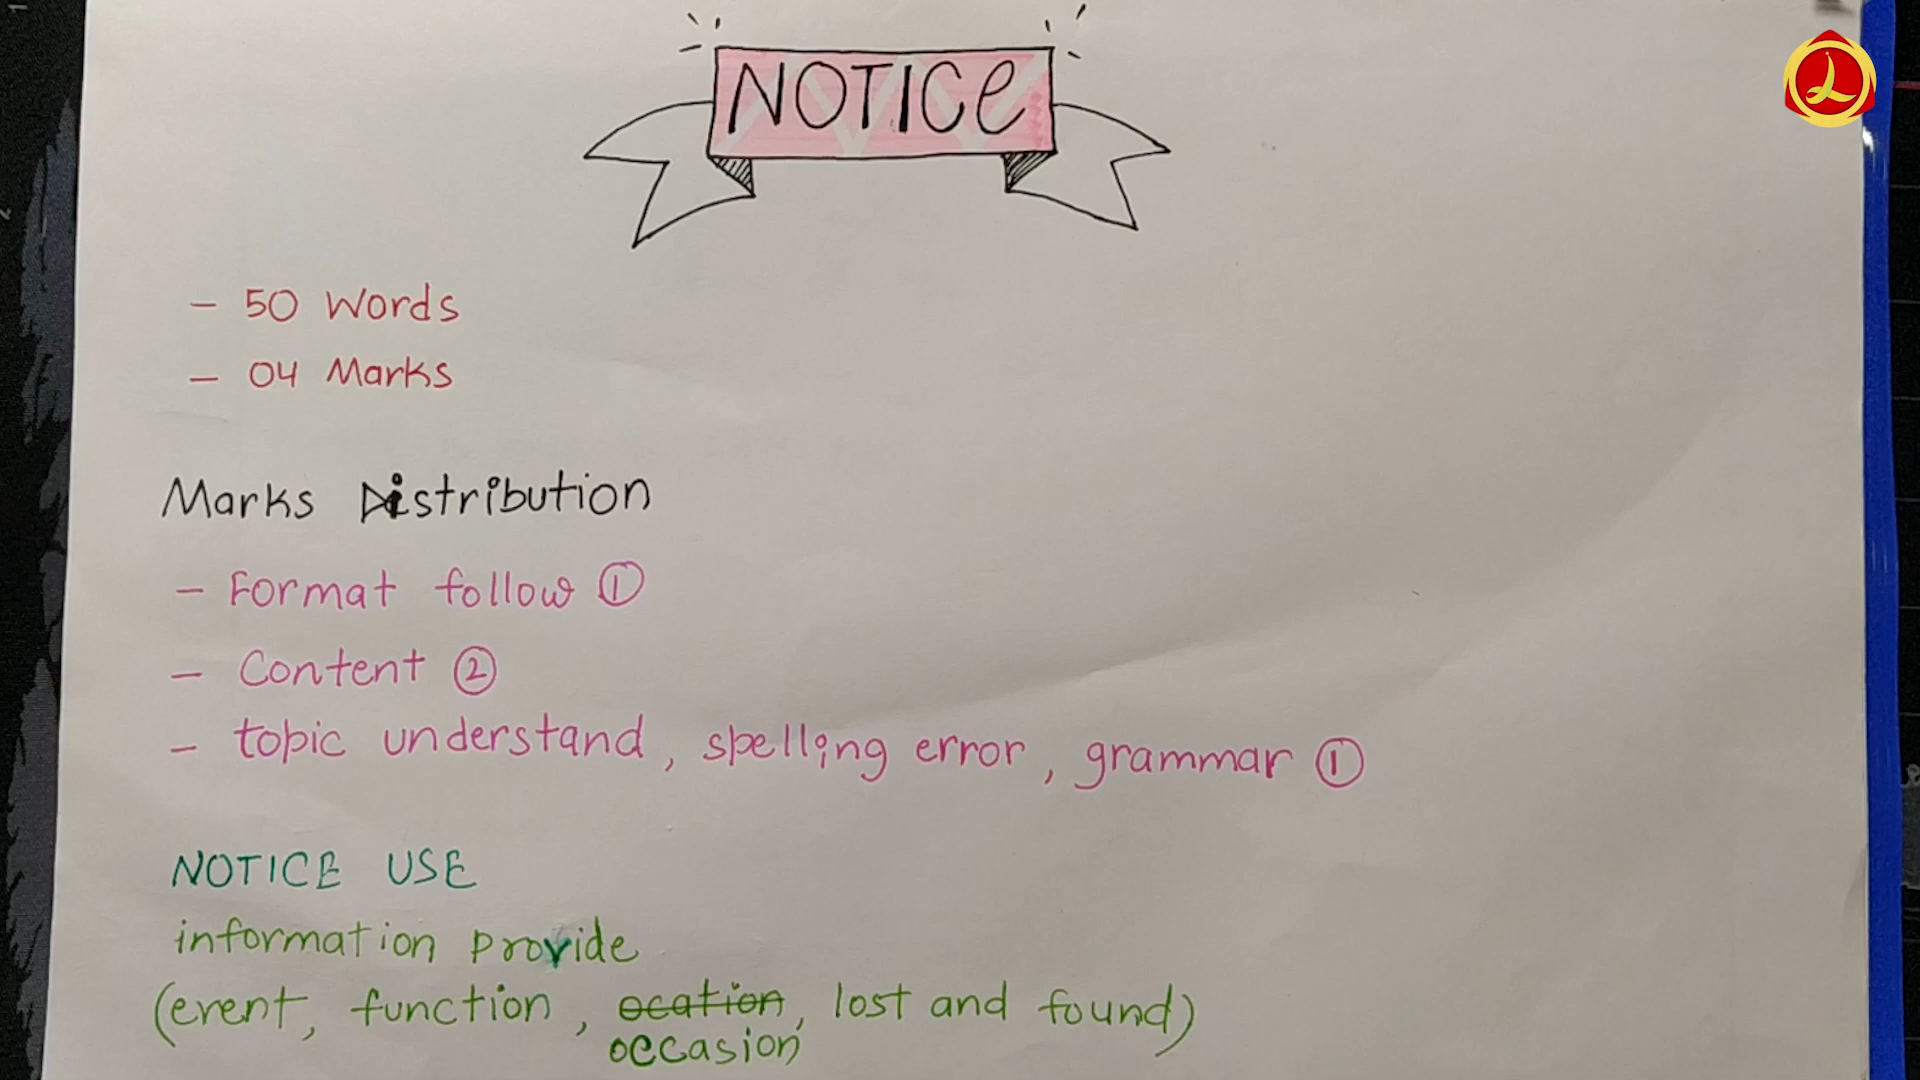 NOTICE
- 50 Words
- 04 Marks
Marks Distribution
- Format follow ①
- Content ②
- topic understand, spelling error, grammar ①
NOTICE USE
information provide
(event, function, ocation, lost and found)
occasion